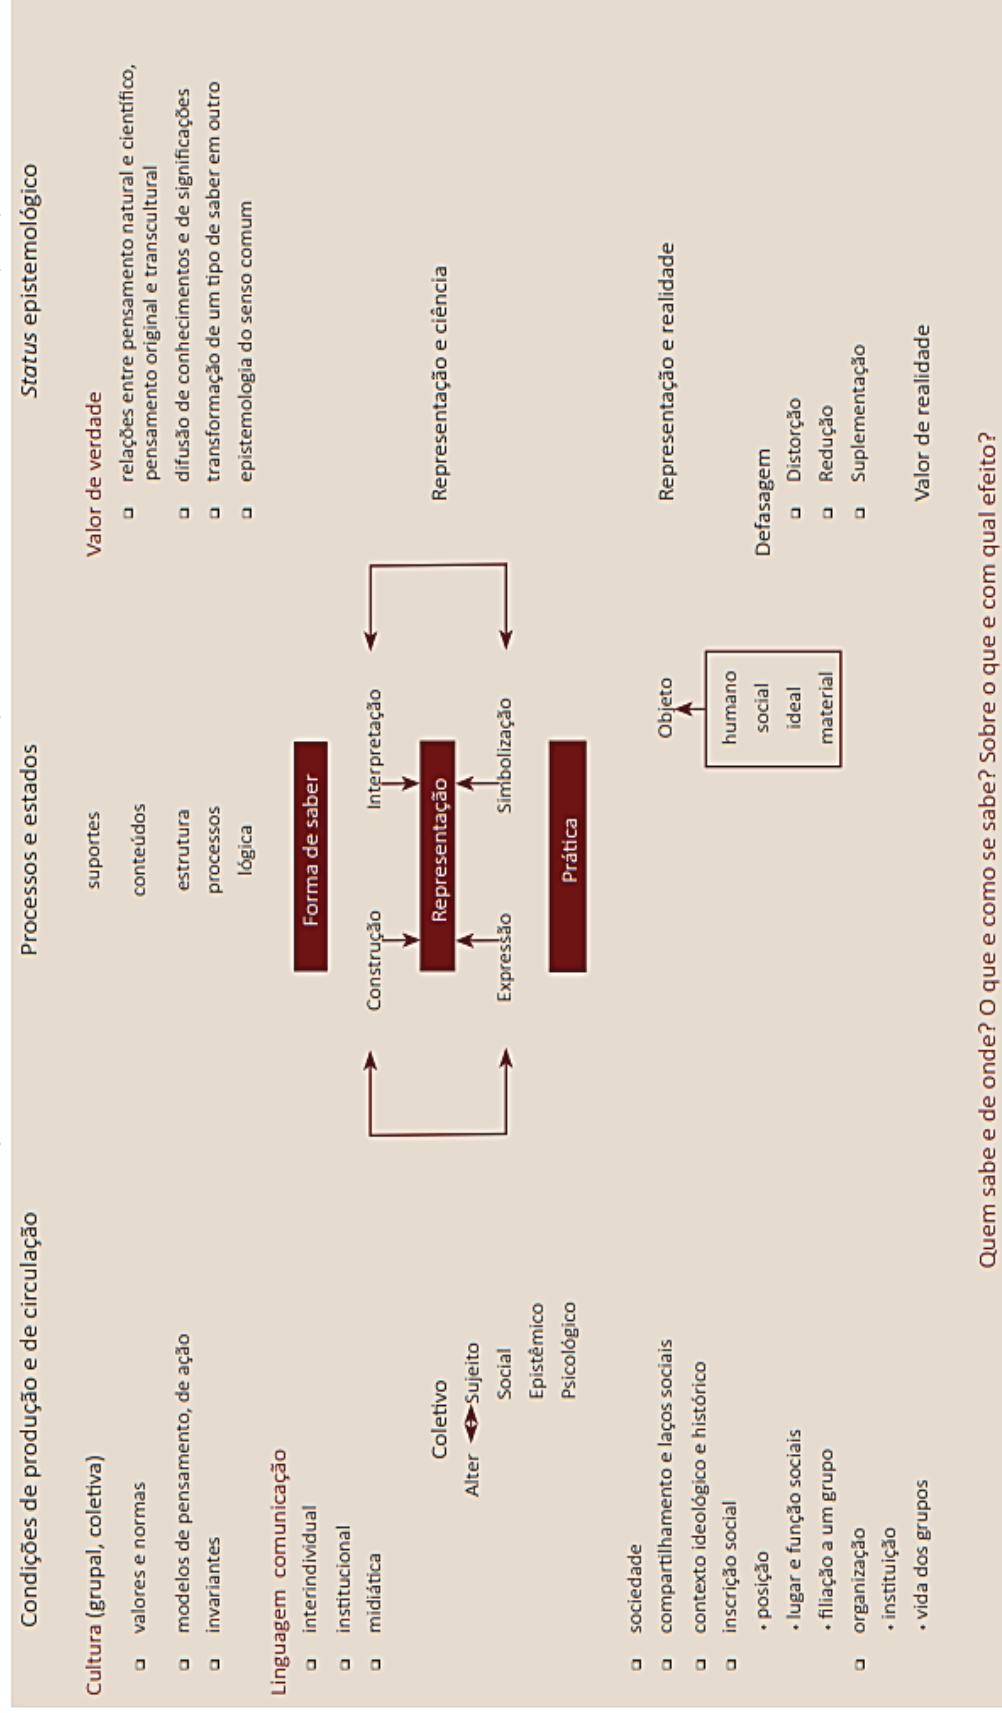 Condições de produção e de circulação
Cultura (grupal, coletiva)
valores e normas
modelos de pensamento, de ação
invariantes
Linguagem comunicação
interindividual
institucional
midiática
Coletivo
Alter
Sujeito
Social
Epistêmico
Psicológico
sociedade
compartilhamento e laços sociais
contexto ideológico e histórico
inscrição social
• posição
• lugar e função sociais
• filiação a um grupo
organização
• instituição
• vida dos grupos
Processos e estados
suportes
conteúdos
estrutura
processos
lógica
Forma de saber
Construção
Interpretação
Representação
Expressão
Simbolização
Prática
Objeto
humano
social
ideal
material
Status epistemológico
Valor de verdade
relações entre pensamento natural e científico,
pensamento original e transcultural
difusão de conhecimentos e de significações
transformação de um tipo de saber em outro
epistemologia do senso comum
Representação e ciência
Representação e realidade
Defasagem
Distorção
Redução
Suplementação
Valor de realidade
Quem sabe e de onde? O que e como se sabe? Sobre o que e com qual efeito?